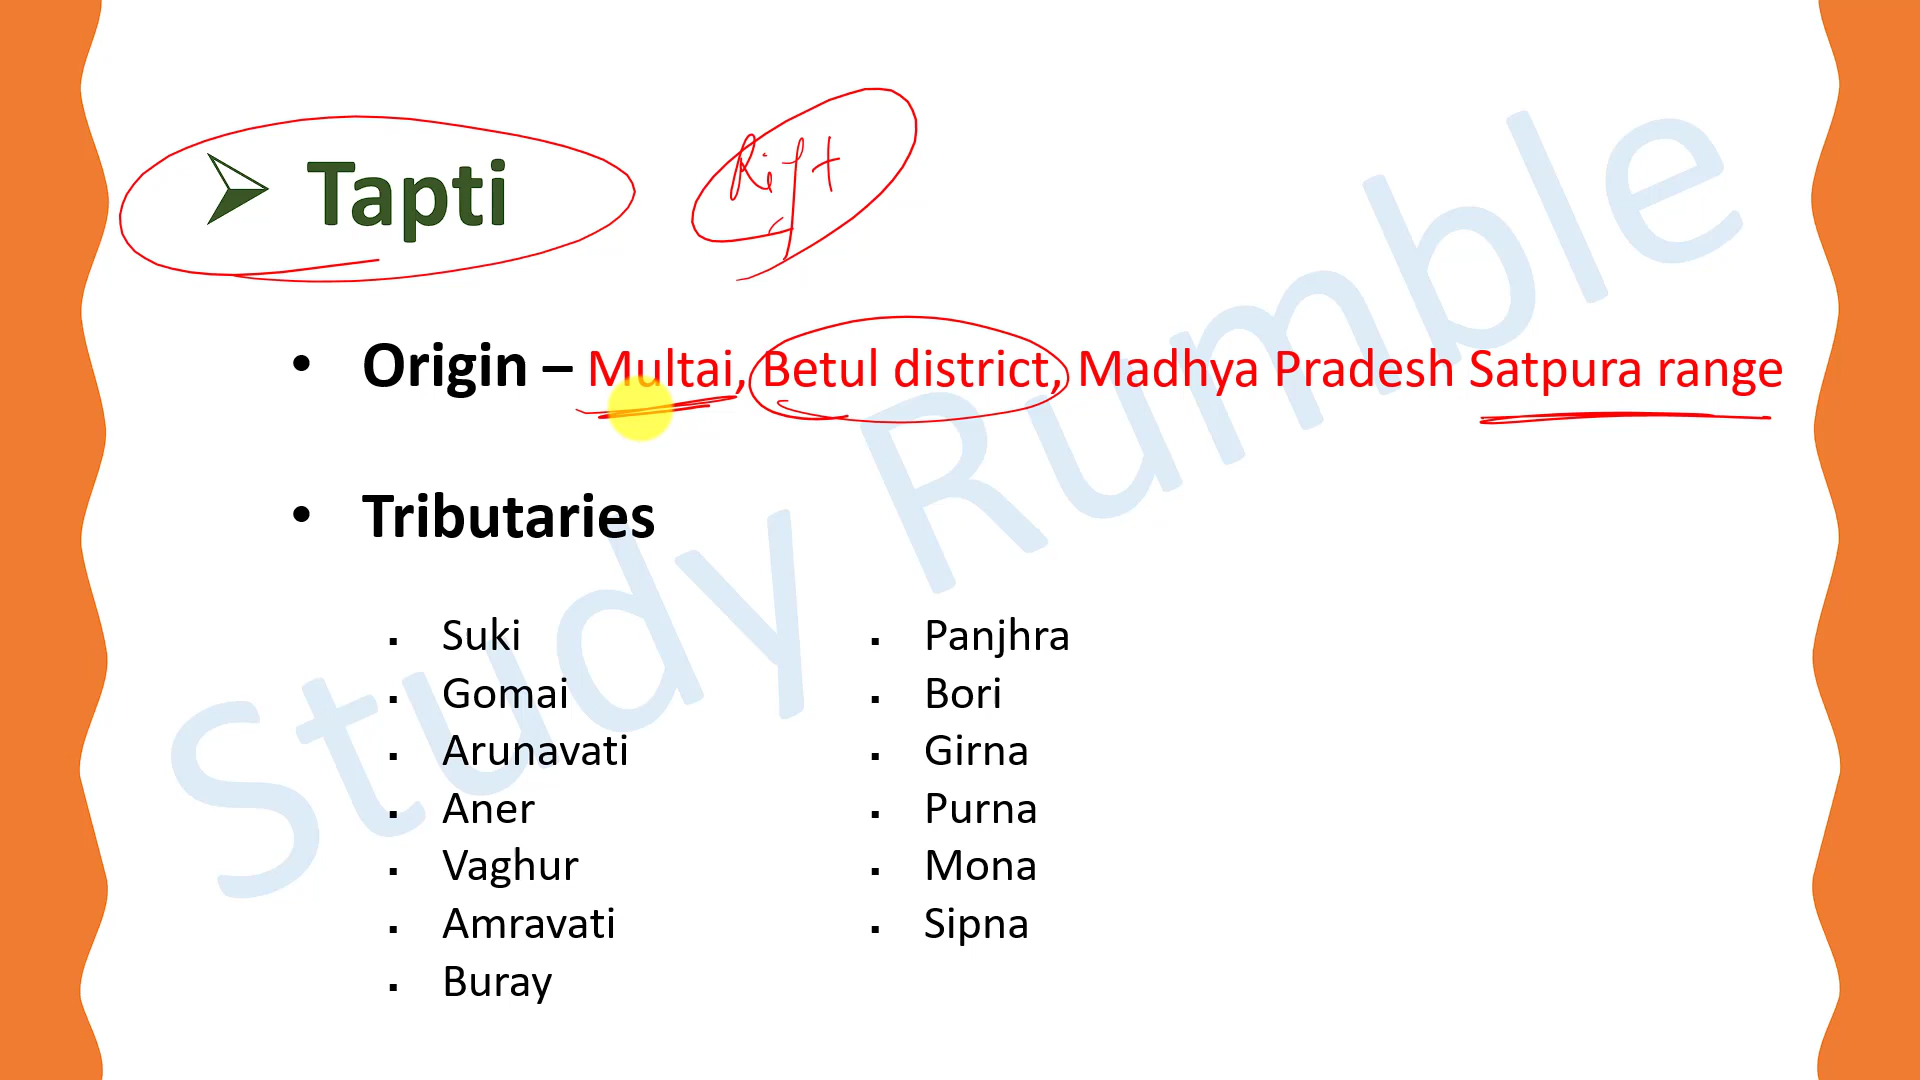 Tapti
Rift
Origin – Multai, Betul district, Madhya Pradesh Satpura range
Tributaries
Suki
Gomai
Arunavati
Aner
Vaghur
Amravati
Buray
Panjhra
Bori
Girna
Purna
Mona
Sipna
Study Rumble